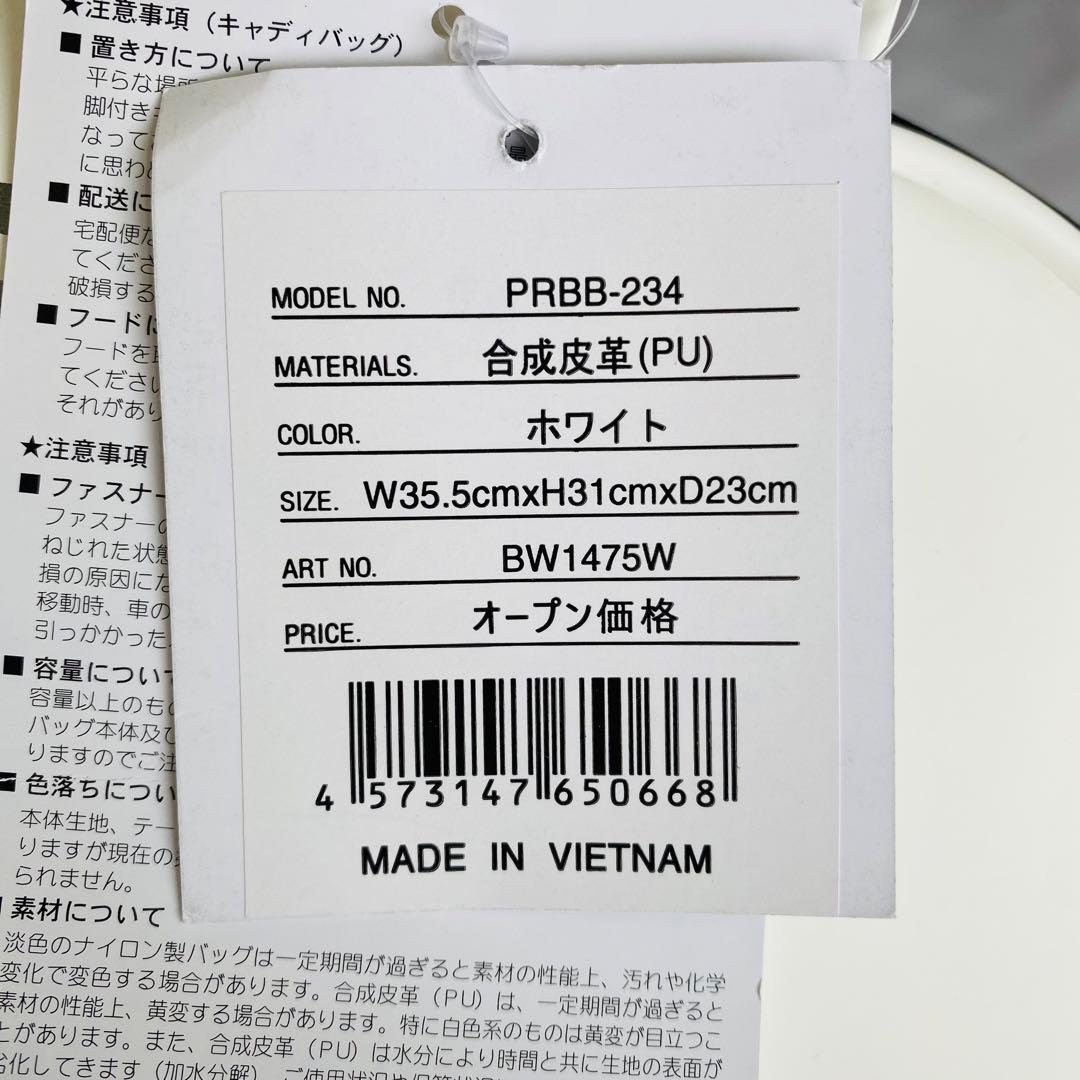 ★注意事項（キャディバッグ）
■ 置き方について
平らな場
脚付き
なって
に思わ
■ 配送に
宅配便
てくださ
破損する
■ フードに
フードを
てください
それがあり
★注意事項
■ ファスナー
ファスナーの
ねじれた状態
損の原因にな
移動時、車の
引っかかった
■ 容量につい
容量以上のもの
バッグ本体及び
りますのでご注
色落ちについ
本体生地、テー
りますが現在の
られません。
素材について
淡色のナイロン製バッグは一定期間が過ぎると素材の性能上、汚れや化学
変化で変色する場合があります。合成皮革（PU）は、一定期間が過ぎると
素材の性能上、黄変する場合があります。特に白色系のものは黄変が目立つこ
とがあります。また、合成皮革（PU）は水分により時間と共に生地の表面が
劣化してきます（加水分解）
MODEL NO. PRBB-234
MATERIALS. 合成皮革(PU)
COLOR. ホワイト
SIZE. W35.5cmxH31cmxD23cm
ART NO. BW1475W
PRICE. オープン価格
4 573147 650668
MADE IN VIETNAM